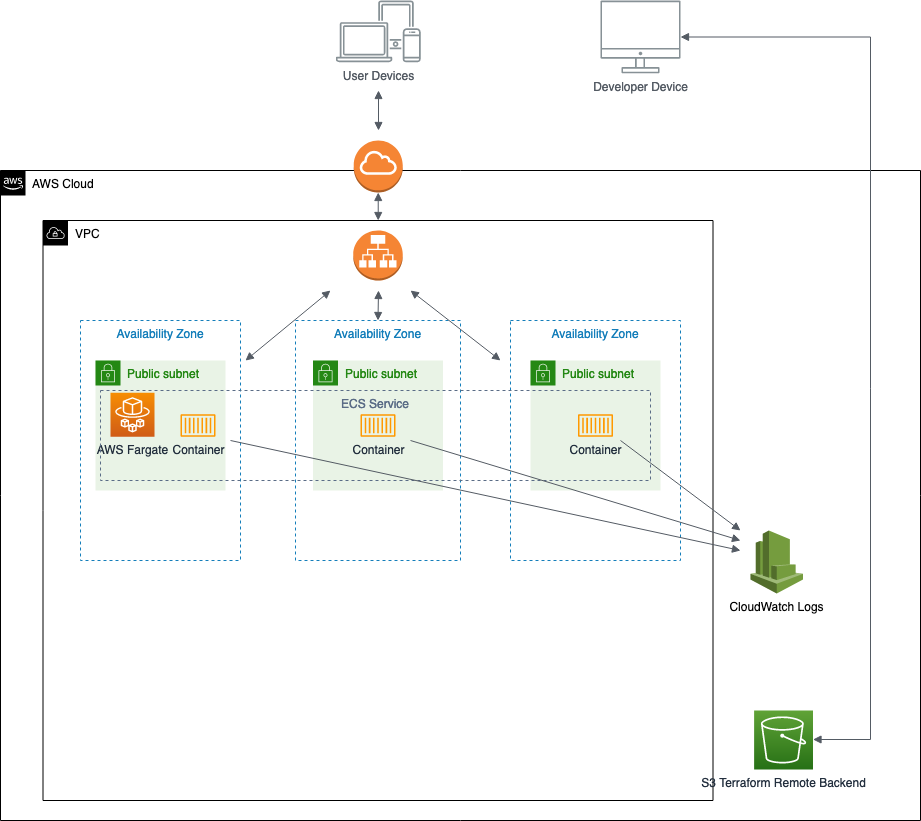 User Devices
Developer Device
aws
AWS Cloud
VPC
Availability Zone
Availability Zone
Availability Zone
Public subnet
Public subnet
Public subnet
ECS Service
AWS Fargate
Container
Container
Container
CloudWatch Logs
S3 Terraform Remote Backend